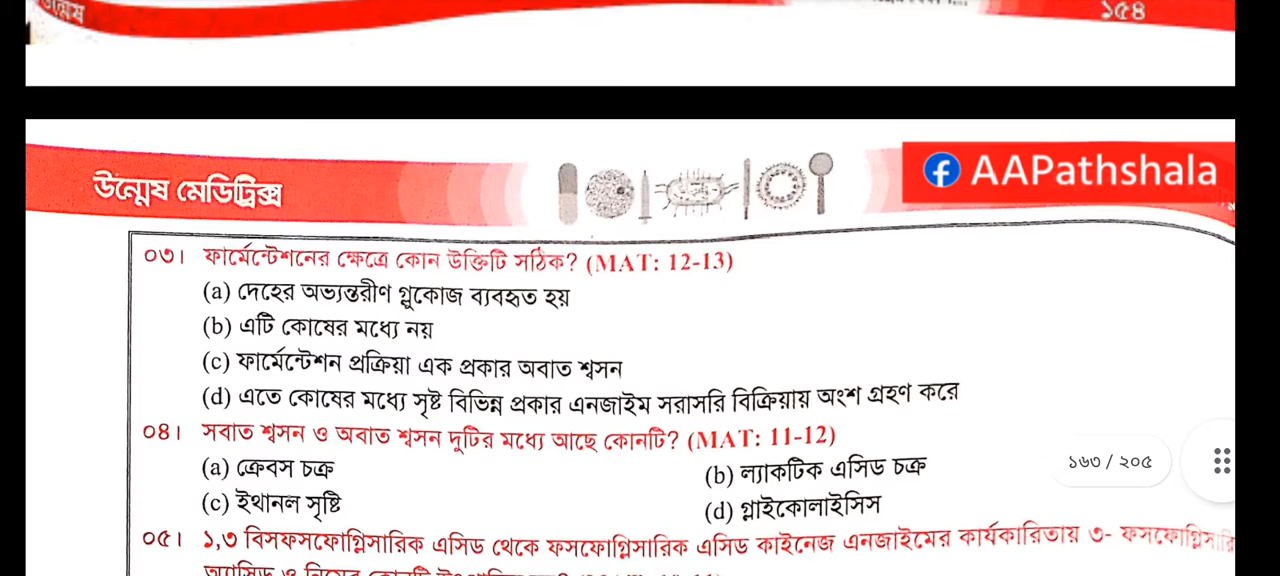 উন্মেষ
১৫৪
উন্মেষ মেডিট্রিক্স
AAPathshala
০৩। ফার্মেন্টেশনের ক্ষেত্রে কোন উক্তিটি সঠিক? (MAT: 12-13)
(a) দেহের অভ্যন্তরীণ গ্লুকোজ ব্যবহৃত হয়
(b) এটি কোষের মধ্যে নয়
(c) ফার্মেন্টেশন প্রক্রিয়া এক প্রকার অবাত শ্বসন
(d) এতে কোষের মধ্যে সৃষ্ট বিভিন্ন প্রকার এনজাইম সরাসরি বিক্রিয়ায় অংশ গ্রহণ করে
০৪। সবাত শ্বসন ও অবাত শ্বসন দুটির মধ্যে আছে কোনটি? (MAT: 11-12)
(a) ক্রেবস চক্র
(b) ল্যাকটিক এসিড চক্র
১৬৩ / ২০৫
(c) ইথানল সৃষ্টি
(d) গ্লাইকোলাইসিস
০৫। ১,৩ বিসফসফোগ্লিসারিক এসিড থেকে ফসফোগ্লিসারিক এসিড কাইনেজ এনজাইমের কার্যকারিতায় ৩-